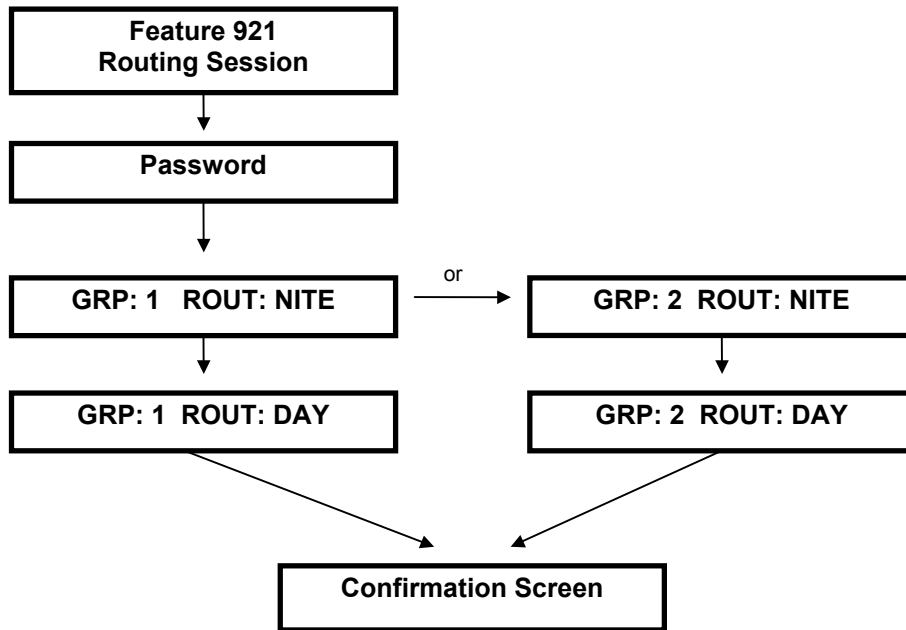 Feature 921
Routing Session
Password
GRP: 1 ROUT: NITE
or
GRP: 2 ROUT: NITE
GRP: 1 ROUT: DAY
GRP: 2 ROUT: DAY
Confirmation Screen